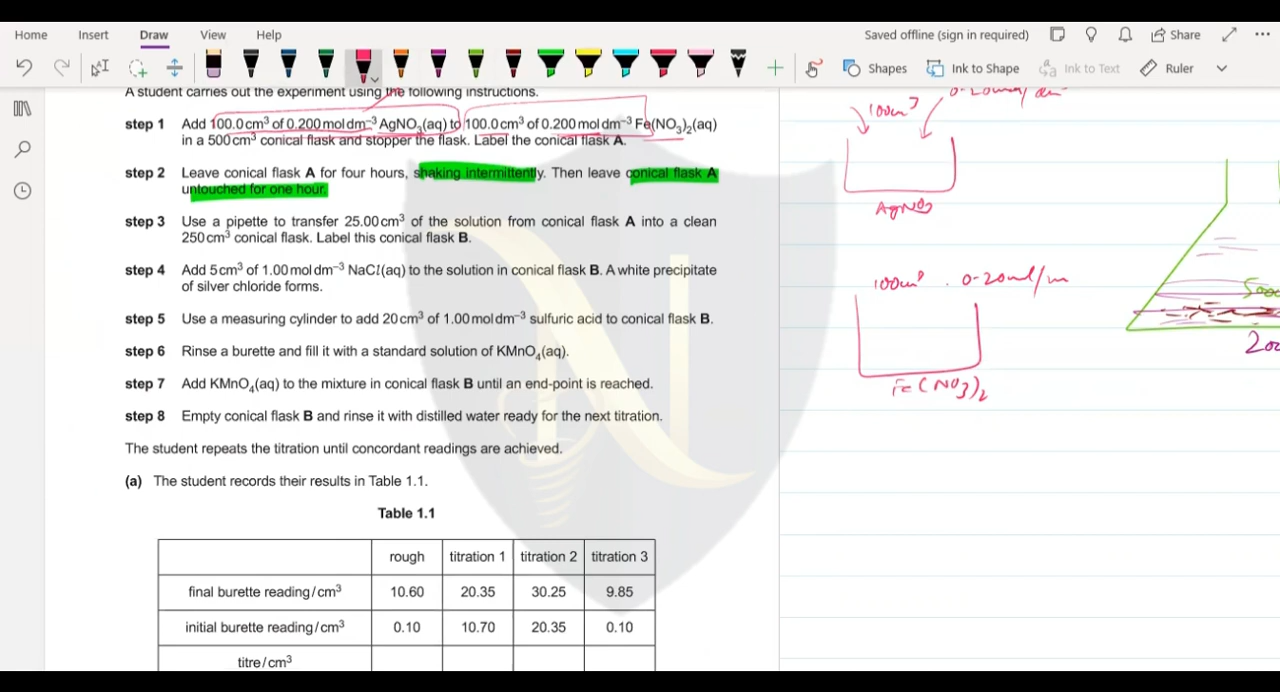 Home Insert Draw View Help Saved offline (sign in required) Share
Shapes Ink to Shape Ink to Text Ruler
A student carries out the experiment using the following instructions.
step 1 Add 100.0 cm³ of 0.200 mol dm⁻³ AgNO₃(aq) to 100.0 cm³ of 0.200 mol dm⁻³ Fe(NO₃)₂(aq)
in a 500 cm³ conical flask and stopper the flask. Label the conical flask A.
step 2 Leave conical flask A for four hours, shaking intermittently. Then leave conical flask A
untouched for one hour.
step 3 Use a pipette to transfer 25.00 cm³ of the solution from conical flask A into a clean
250 cm³ conical flask. Label this conical flask B.
step 4 Add 5 cm³ of 1.00 mol dm⁻³ NaCl(aq) to the solution in conical flask B. A white precipitate
of silver chloride forms.
step 5 Use a measuring cylinder to add 20 cm³ of 1.00 mol dm⁻³ sulfuric acid to conical flask B.
step 6 Rinse a burette and fill it with a standard solution of KMnO₄(aq).
step 7 Add KMnO₄(aq) to the mixture in conical flask B until an end-point is reached.
step 8 Empty conical flask B and rinse it with distilled water ready for the next titration.
The student repeats the titration until concordant readings are achieved.
(a) The student records their results in Table 1.1.
Table 1.1
rough titration 1 titration 2 titration 3
final burette reading/cm³ 10.60 20.35 30.25 9.85
initial burette reading/cm³ 0.10 10.70 20.35 0.10
titre/cm³
100cm³
AgNO₃
100cm³ . 0.20mol/m
Fe(NO₃)₂